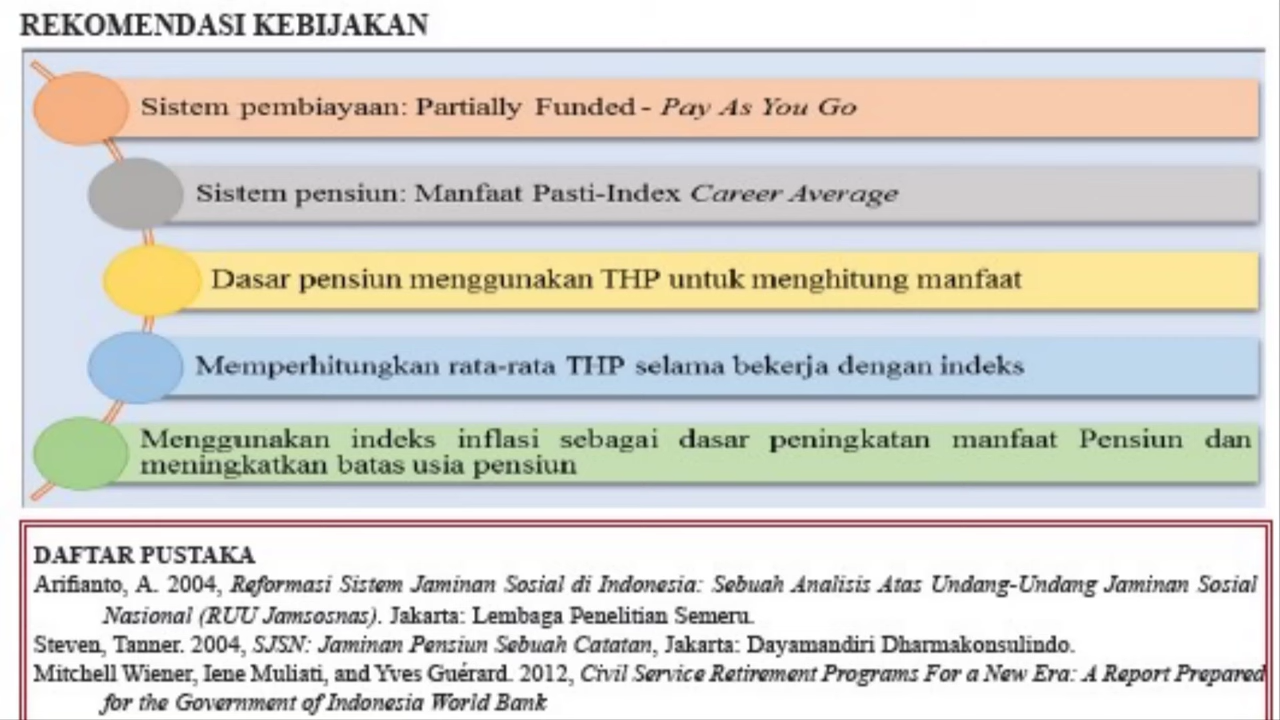 REKOMENDASI KEBIJAKAN
Sistem pembiayaan: Partially Funded - Pay As You Go
Sistem pensiun: Manfaat Pasti-Index Career Average
Dasar pensiun menggunakan THP untuk menghitung manfaat
Memperhitungkan rata-rata THP selama bekerja dengan indeks
Menggunakan indeks inflasi sebagai dasar peningkatan manfaat Pensiun dan
meningkatkan batas usia pensiun
DAFTAR PUSTAKA
Arifianto, A. 2004, Reformasi Sistem Jaminan Sosial di Indonesia: Sebuah Analisis Atas Undang-Undang Jaminan Sosial
Nasional (RUU Jamsosnas). Jakarta: Lembaga Penelitian Semeru.
Steven, Tanner. 2004, SJSN: Jaminan Pensiun Sebuah Catatan, Jakarta: Dayamandiri Dharmakonsulindo.
Mitchell Wiener, Iene Muliati, and Yves Guérard. 2012, Civil Service Retirement Programs For a New Era: A Report Prepared
for the Government of Indonesia World Bank